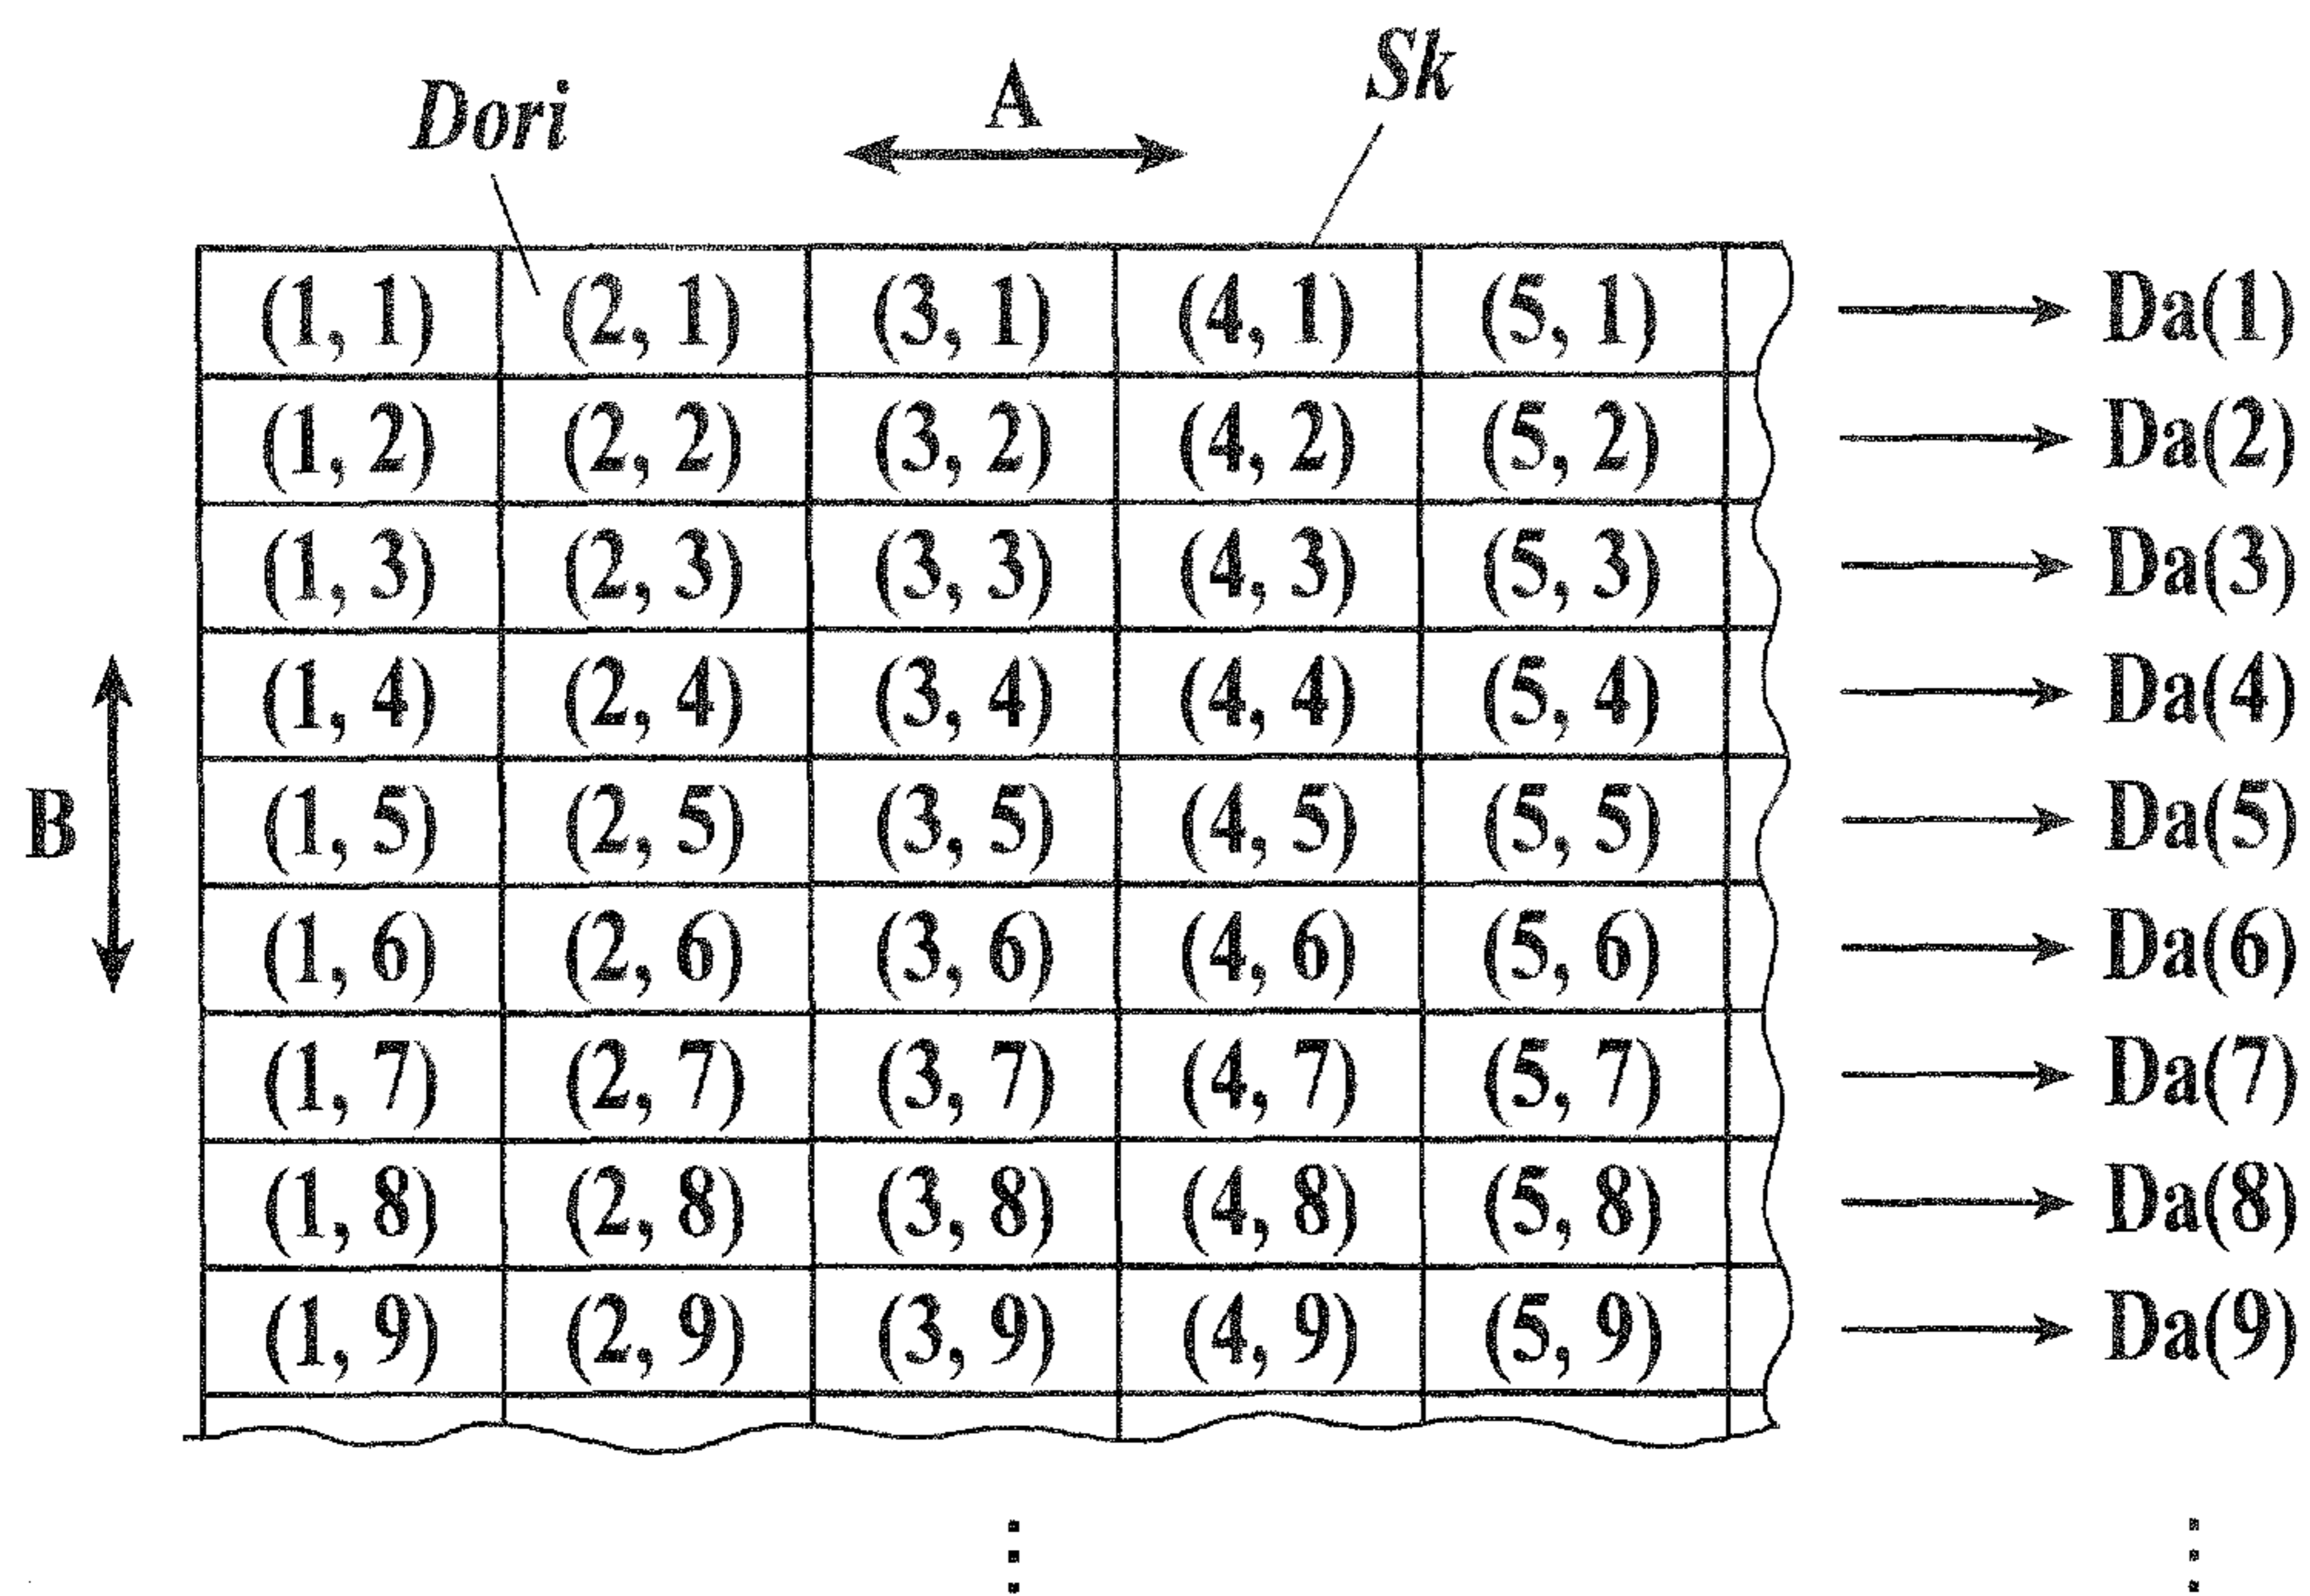 Dori A Sk
(1, 1) (2, 1) (3, 1) (4, 1) (5, 1) Da(1)
(1, 2) (2, 2) (3, 2) (4, 2) (5, 2) Da(2)
(1, 3) (2, 3) (3, 3) (4, 3) (5, 3) Da(3)
(1, 4) (2, 4) (3, 4) (4, 4) (5, 4) Da(4)
B (1, 5) (2, 5) (3, 5) (4, 5) (5, 5) Da(5)
(1, 6) (2, 6) (3, 6) (4, 6) (5, 6) Da(6)
(1, 7) (2, 7) (3, 7) (4, 7) (5, 7) Da(7)
(1, 8) (2, 8) (3, 8) (4, 8) (5, 8) Da(8)
(1, 9) (2, 9) (3, 9) (4, 9) (5, 9) Da(9)